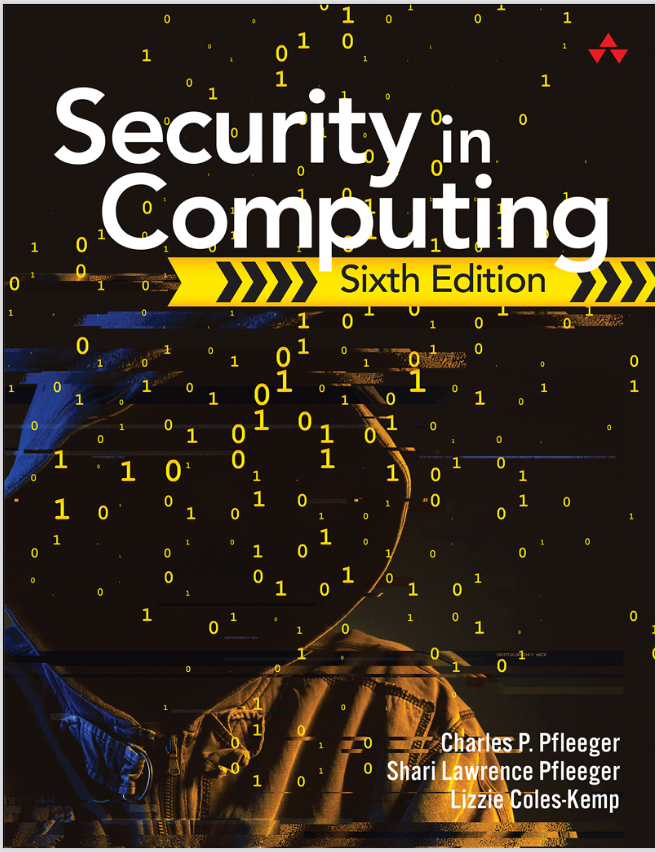 Security in
Computing
Sixth Edition
Charles P. Pfleeger
Shari Lawrence Pfleeger
Lizzie Coles-Kemp